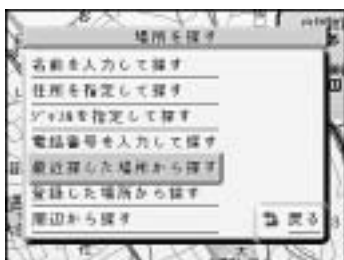 場所を探す
名前を入力して探す
住所を指定して探す
ｼﾞｬﾝﾙを指定して探す
電話番号を入力して探す
最近探した場所から探す
登録した場所から探す
周辺から探す
戻る